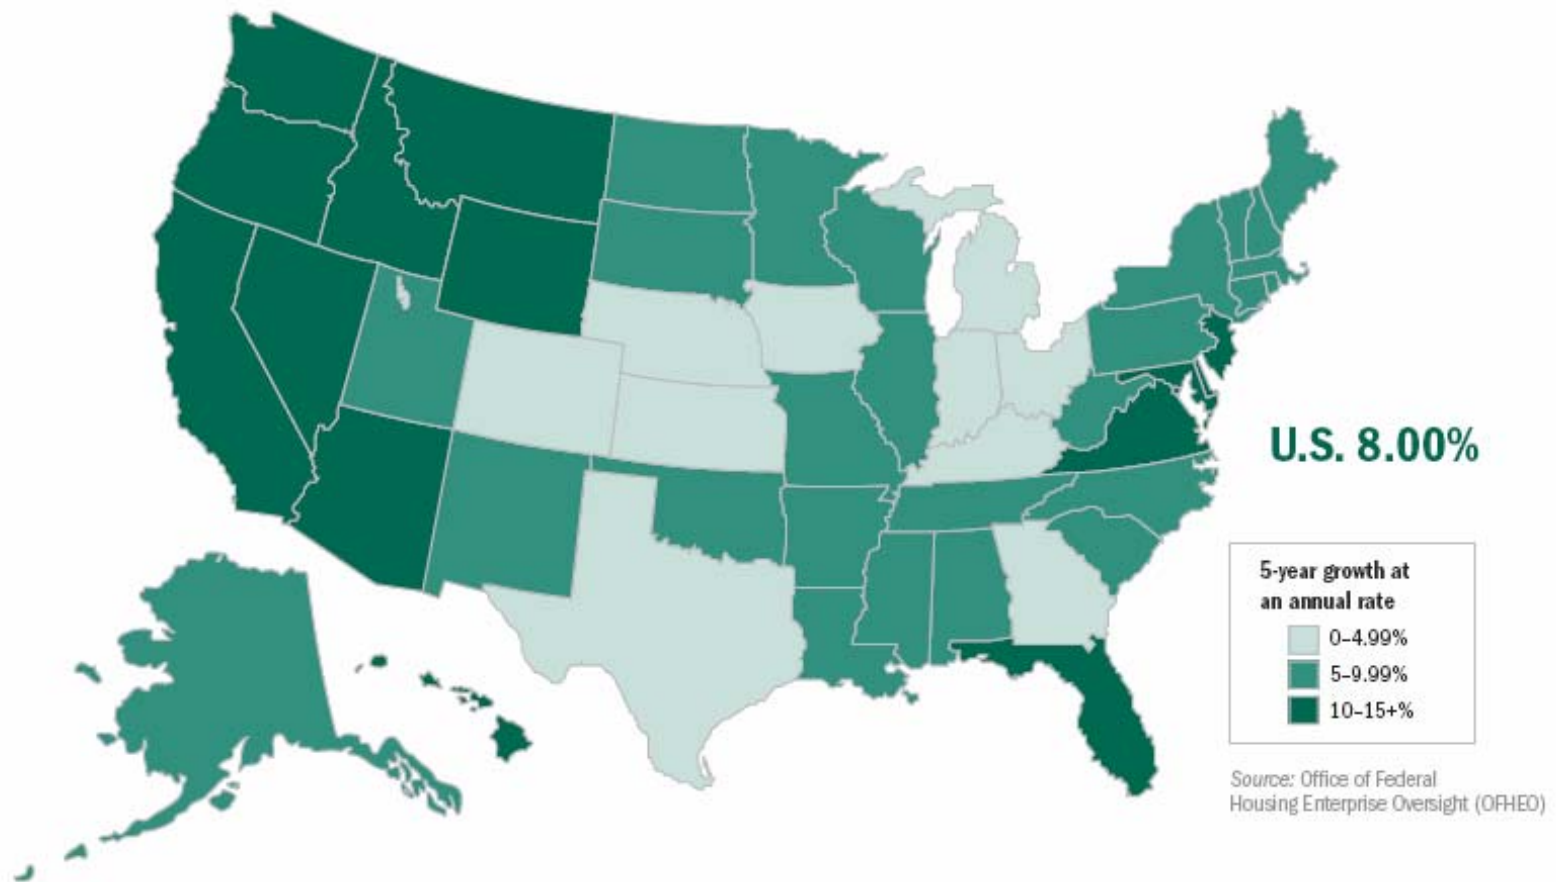 U.S. 8.00%
5-year growth at
an annual rate
0–4.99%
5–9.99%
10–15+%
Source: Office of Federal
Housing Enterprise Oversight (OFHEO)